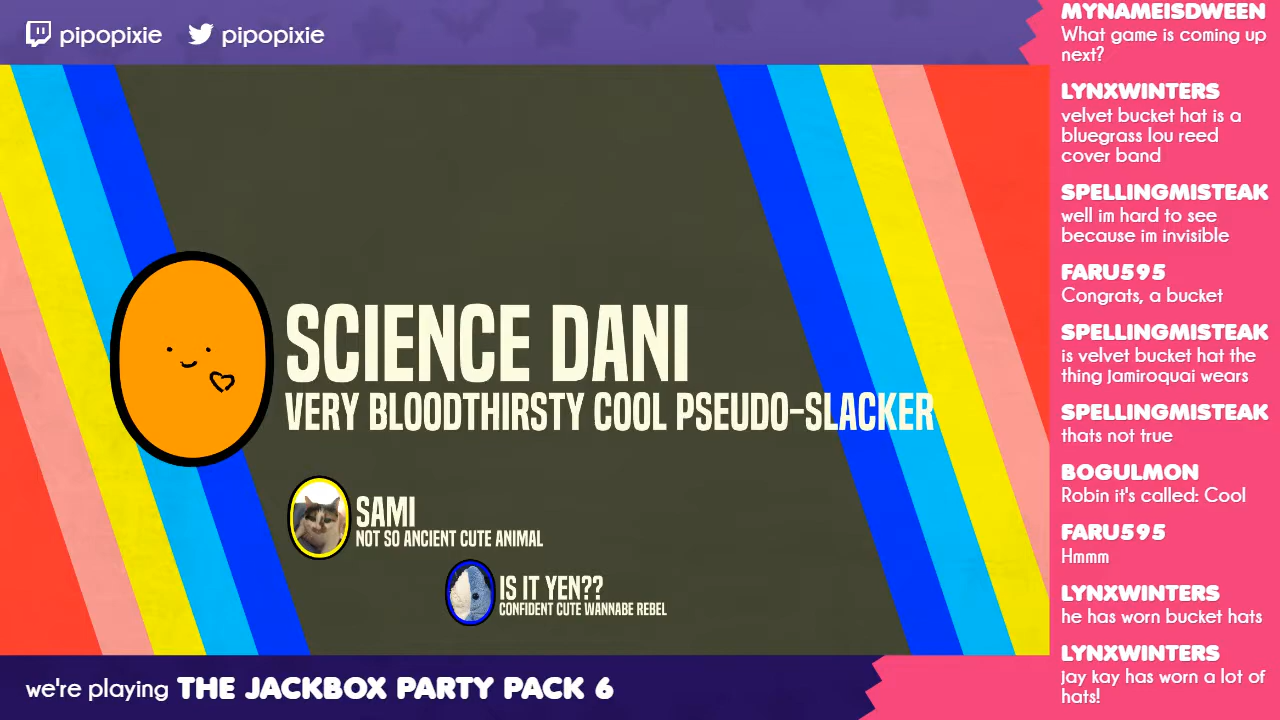 pipopixie pipopixie
SCIENCE DANI
VERY BLOODTHIRSTY COOL PSEUDO-SLACKER
SAMI
NOT SO ANCIENT CUTE ANIMAL
IS IT YEN??
CONFIDENT CUTE WANNABE REBEL
we're playing THE JACKBOX PARTY PACK 6
MYNAMEISDWEEN
What game is coming up
next?
LYNXWINTERS
velvet bucket hat is a
bluegrass lou reed
cover band
SPELLINGMISTEAK
well im hard to see
because im invisible
FARU595
Congrats, a bucket
SPELLINGMISTEAK
is velvet bucket hat the
thing Jamiroquai wears
SPELLINGMISTEAK
thats not true
BOGULMON
Robin it's called: Cool
FARU595
Hmmm
LYNXWINTERS
he has worn bucket hats
LYNXWINTERS
Jay kay has worn a lot of
hats!